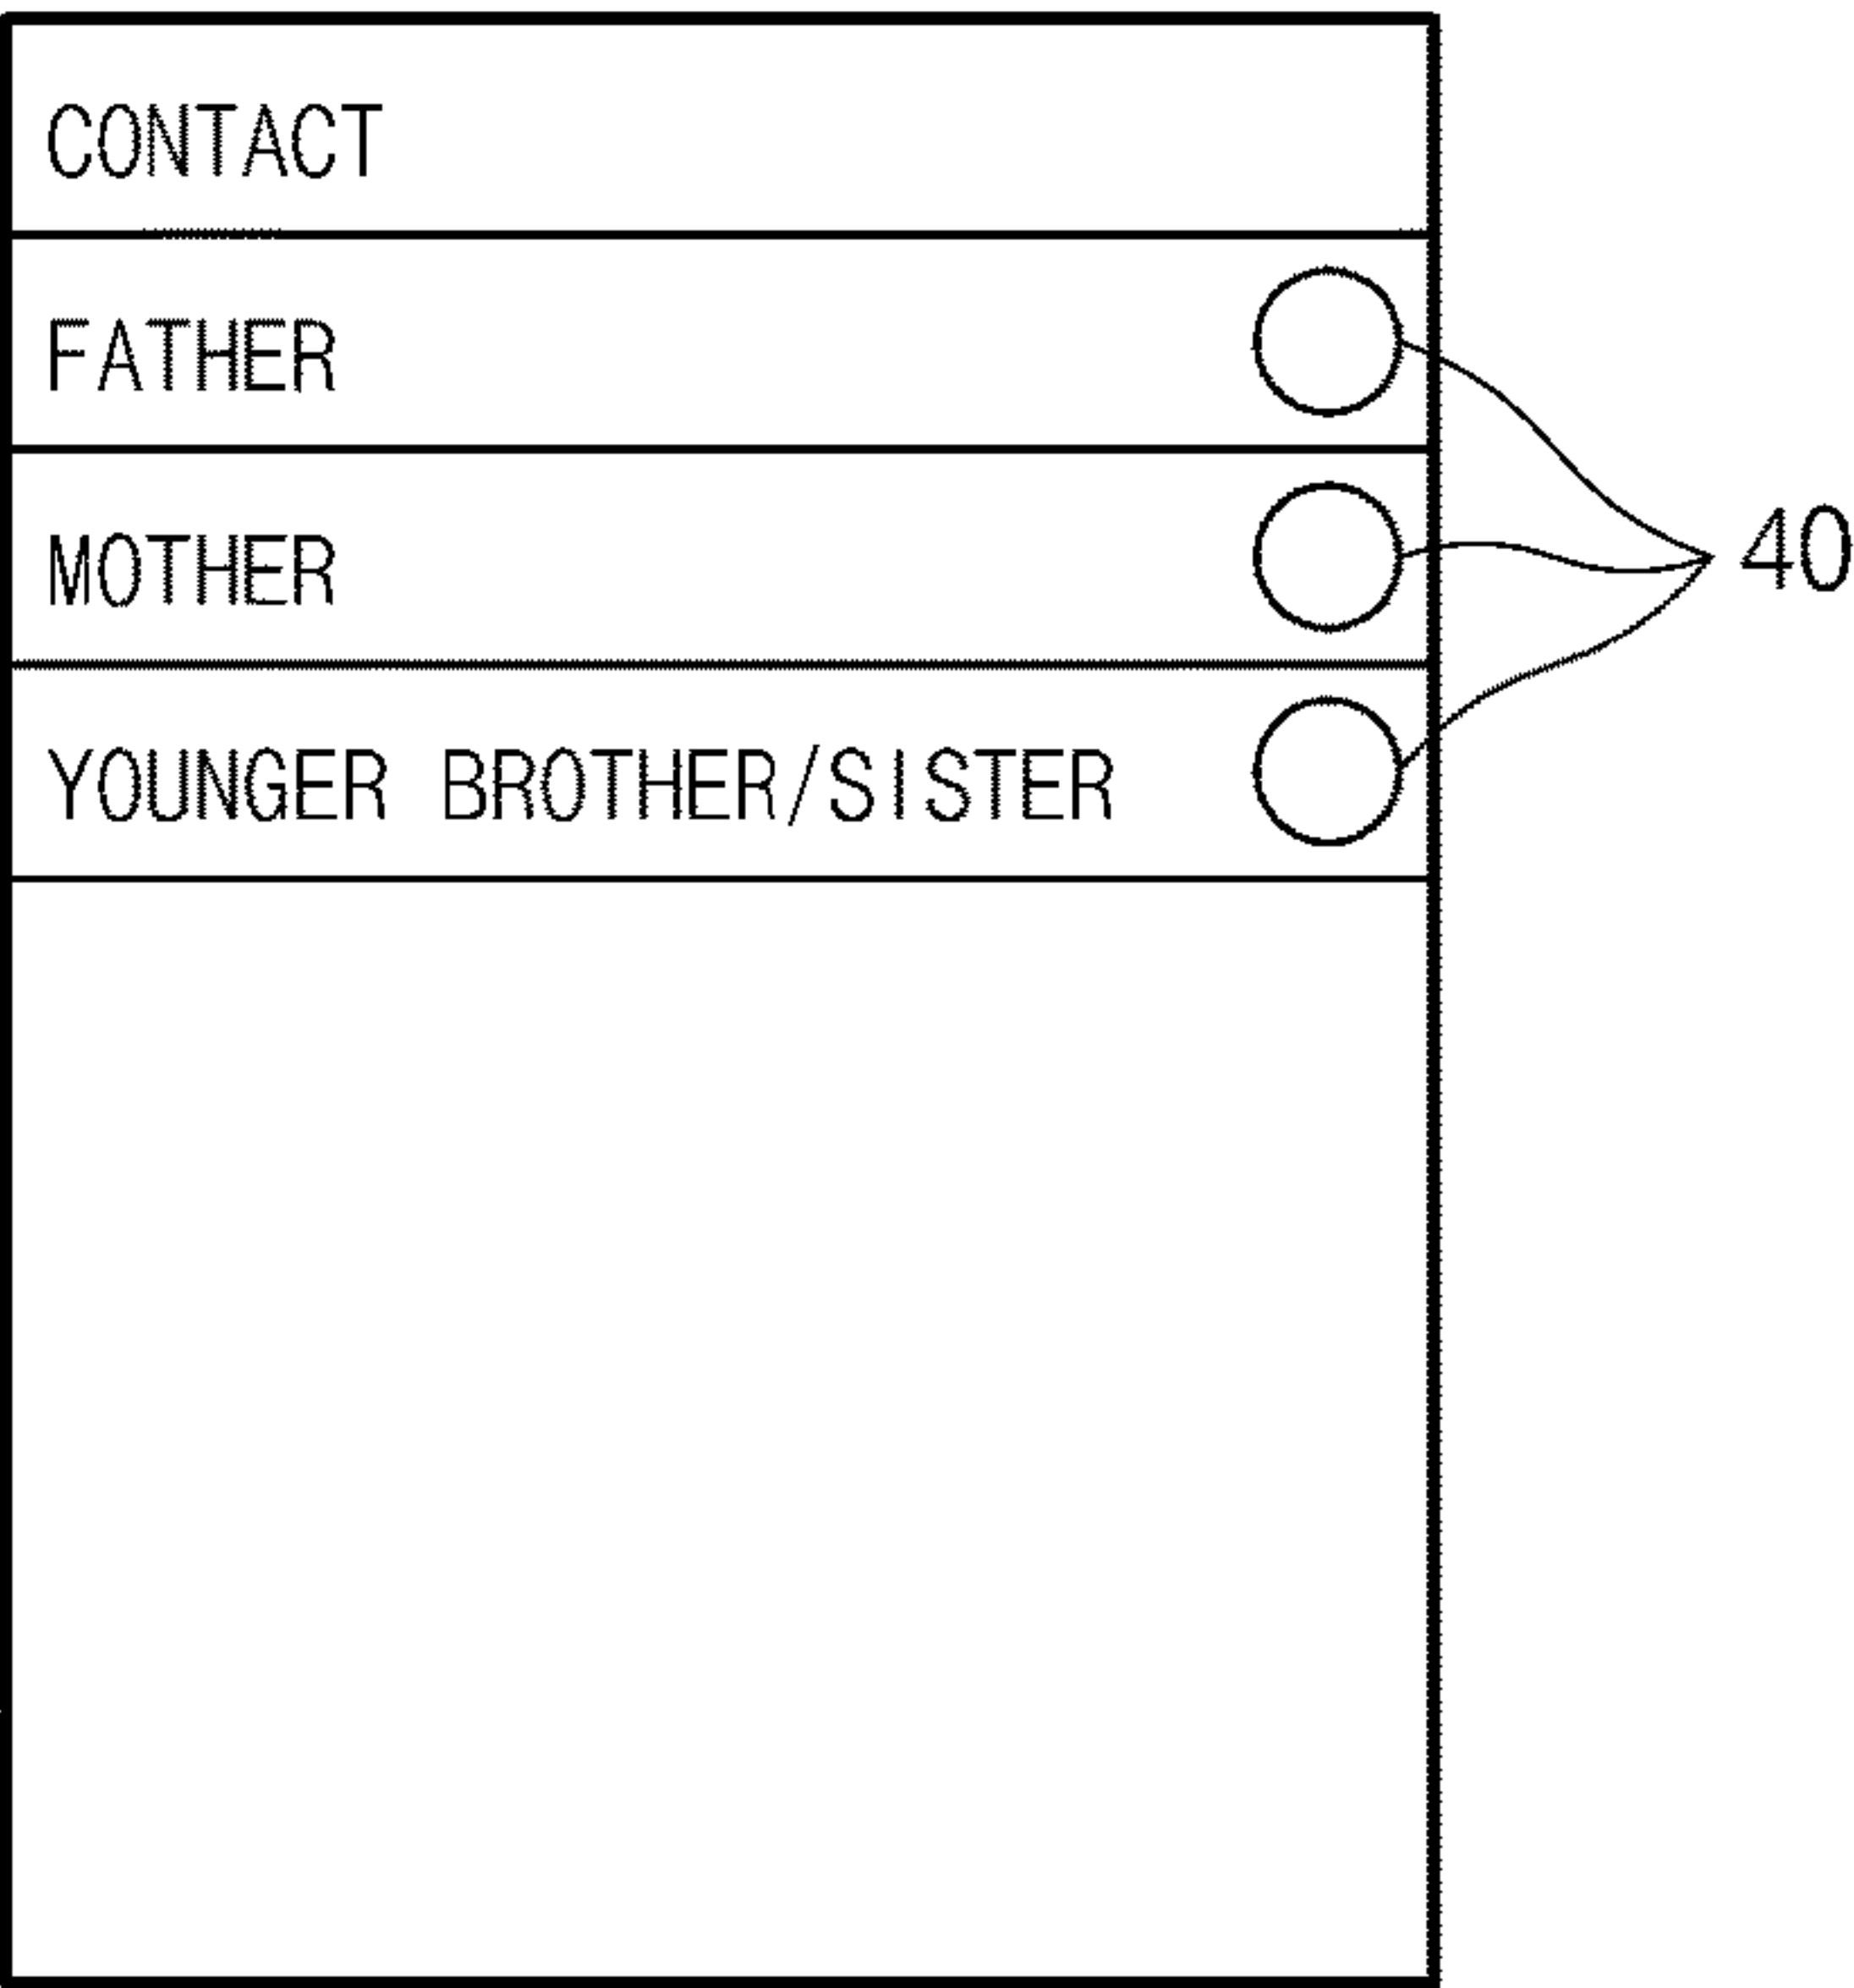 CONTACT
FATHER
MOTHER
40
YOUNGER BROTHER/SISTER